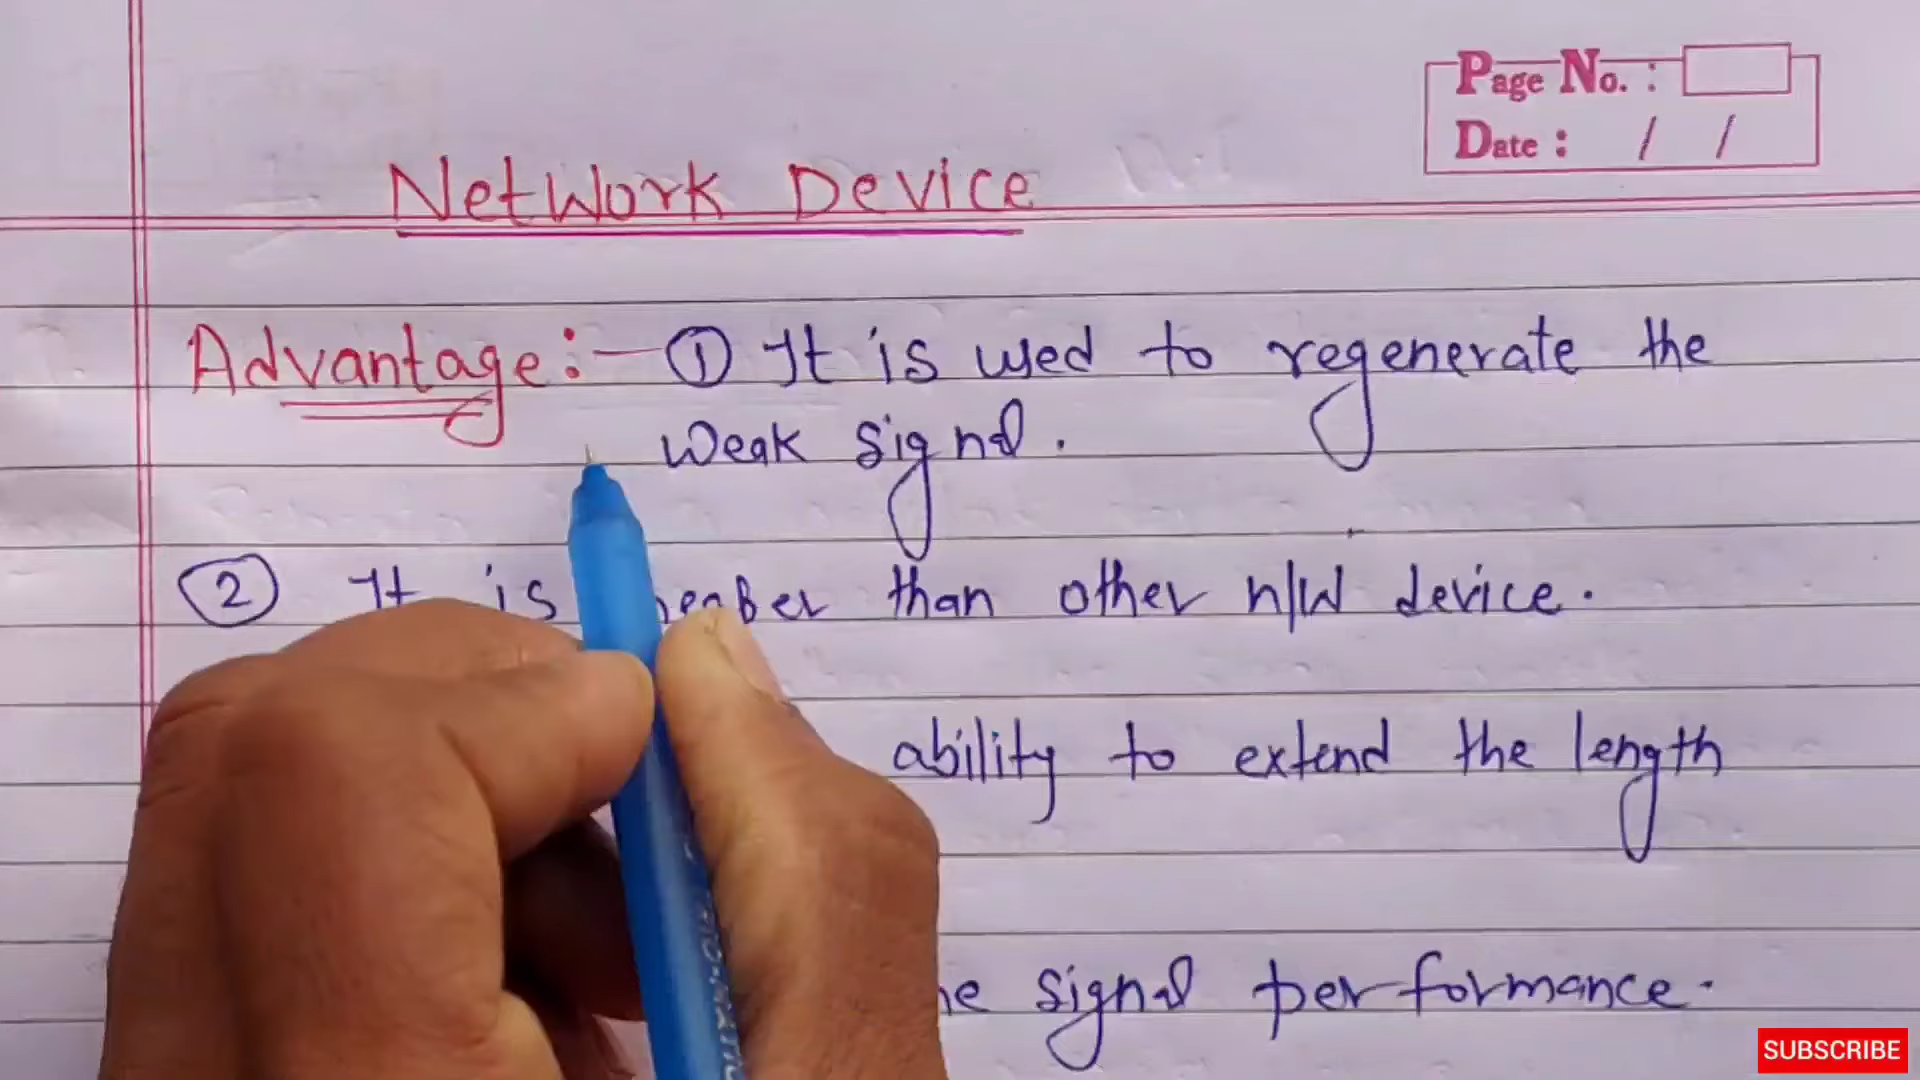 Page No. :
Date : / /
Network Device
Advantage :— ① It is used to regenerate the
weak signal.
② It is than other n/w device.
ability to extend the length
signal performance.
SUBSCRIBE